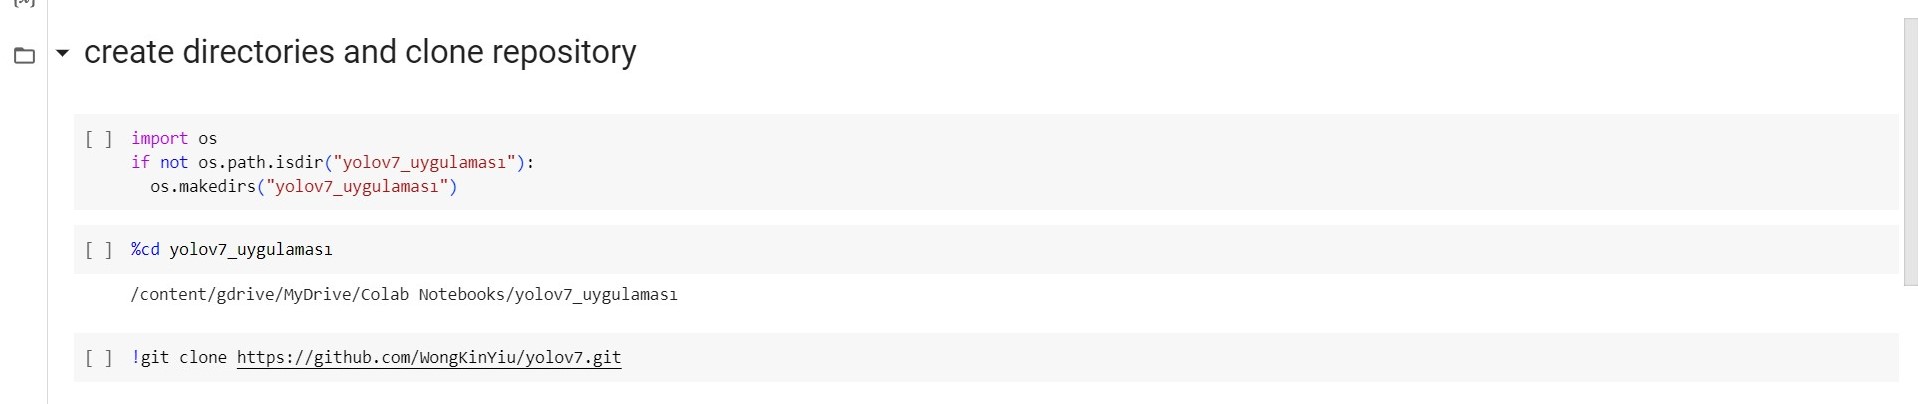 create directories and clone repository
[ ] import os
if not os.path.isdir("yolov7_uygulaması"):
os.makedirs("yolov7_uygulaması")
[ ] %cd yolov7_uygulaması
/content/gdrive/MyDrive/Colab Notebooks/yolov7_uygulaması
[ ] !git clone https://github.com/WongKinYiu/yolov7.git